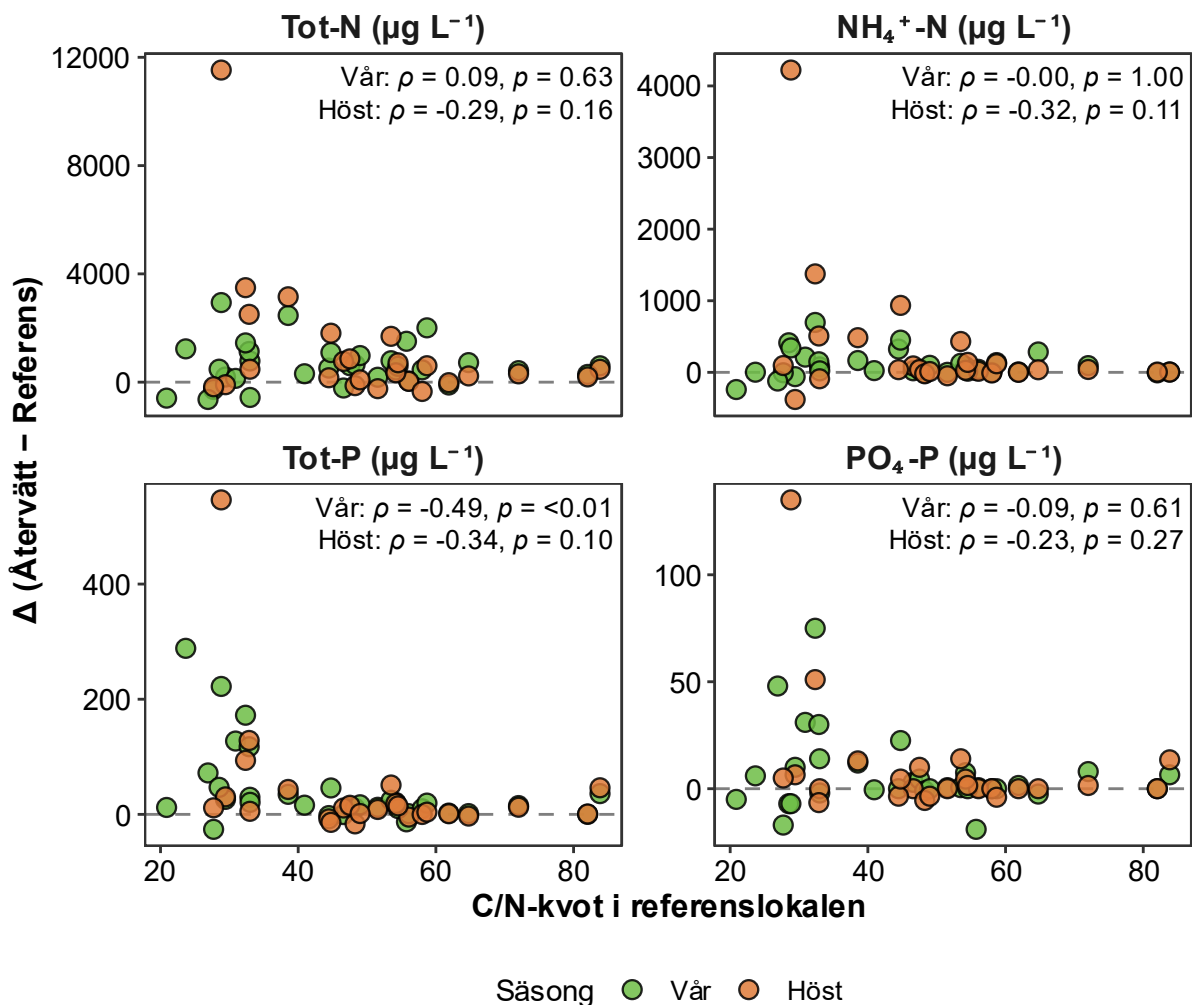 Tot-N (µg L⁻¹)
Vår: ρ = 0.09, p = 0.63
Höst: ρ = -0.29, p = 0.16
12000
8000
4000
0
NH₄⁺-N (µg L⁻¹)
Vår: ρ = -0.00, p = 1.00
Höst: ρ = -0.32, p = 0.11
4000
3000
2000
1000
0
Δ (Återvätt − Referens)
Tot-P (µg L⁻¹)
Vår: ρ = -0.49, p = <0.01
Höst: ρ = -0.34, p = 0.10
400
200
0
20 40 60 80
PO₄-P (µg L⁻¹)
Vår: ρ = -0.09, p = 0.61
Höst: ρ = -0.23, p = 0.27
100
50
0
20 40 60 80
C/N-kvot i referenslokalen
Säsong Vår Höst